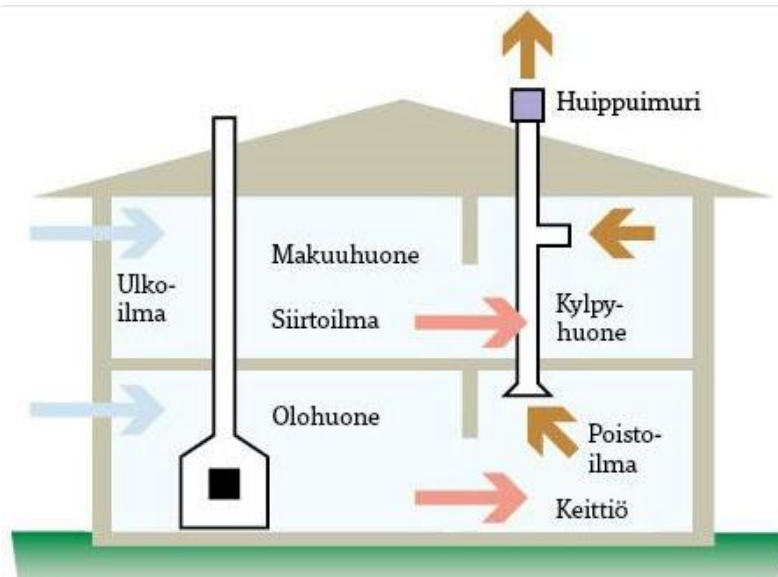 Huippuimuri
Makuuhuone
Ulko-
ilma
Siirtoilma
Kylpy-
huone
Olohuone
Poisto-
ilma
Keittiö